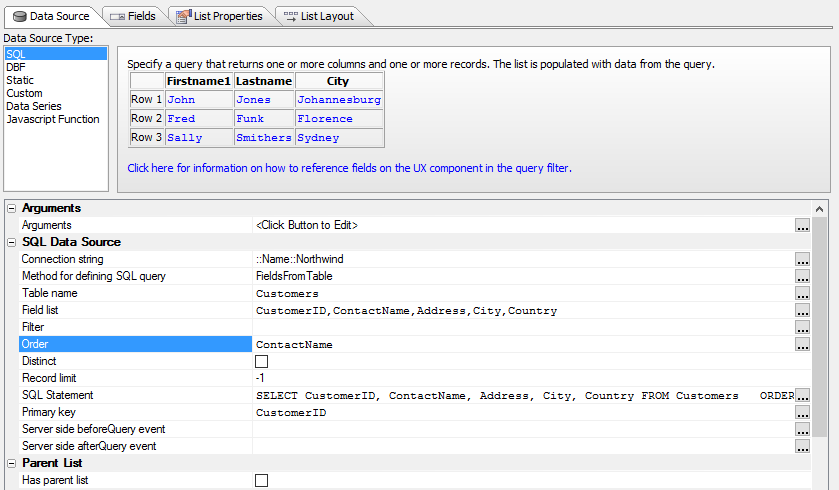 Data Source Fields List Properties List Layout
Data Source Type:
SQL
DBF
Static
Custom
Data Series
Javascript Function
Specify a query that returns one or more columns and one or more records. The list is populated with data from the query.
Firstname1 Lastname City
Row 1 John Jones Johannesburg
Row 2 Fred Funk Florence
Row 3 Sally Smithers Sydney
Click here for information on how to reference fields on the UX component in the query filter.
Arguments
Arguments <Click Button to Edit> ...
SQL Data Source
Connection string ::Name::Northwind ...
Method for defining SQL query FieldsFromTable ...
Table name Customers ...
Field list CustomerID,ContactName,Address,City,Country ...
Filter ...
Order ContactName ...
Distinct
Record limit -1
SQL Statement SELECT CustomerID, ContactName, Address, City, Country FROM Customers ORDER ...
Primary key CustomerID ...
Server side beforeQuery event ...
Server side afterQuery event ...
Parent List
Has parent list